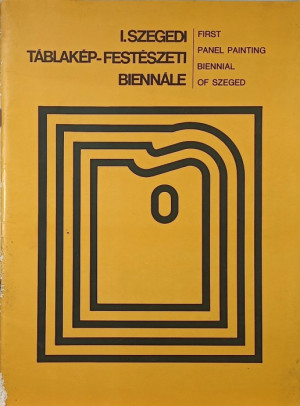 I. SZEGEDI
TÁBLAKÉP-FESTÉSZETI
BIENNÁLE
FIRST
PANEL PAINTING
BIENNIAL
OF SZEGED